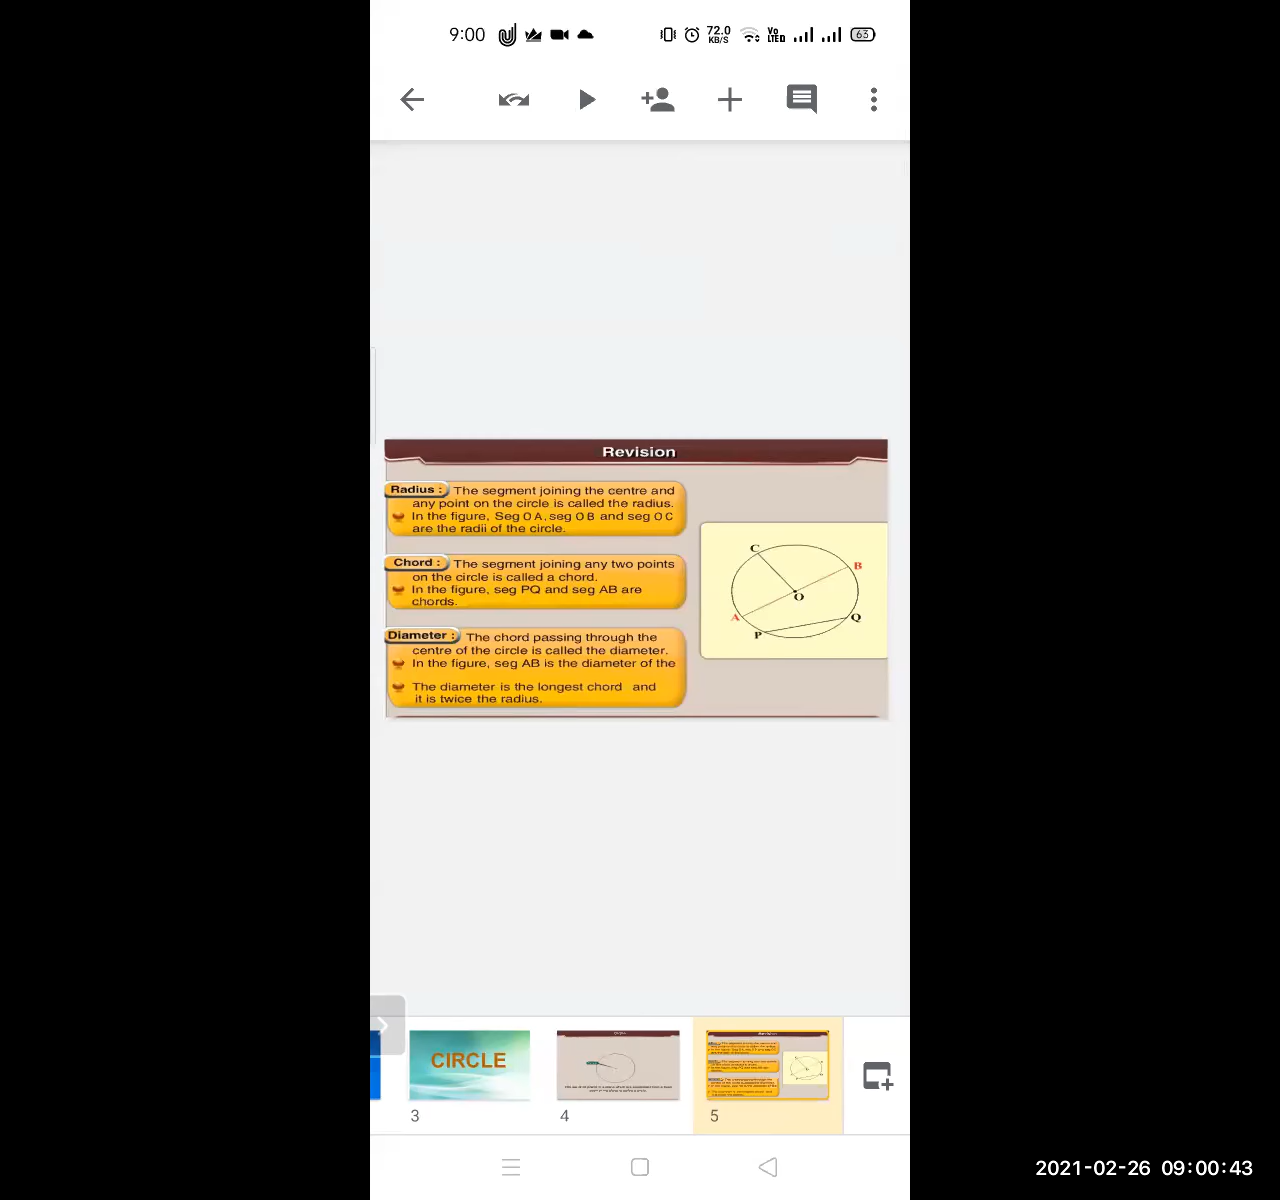 9:00 72.0 KB/S Vo LTE 63
Revision
Radius : The segment joining the centre and
any point on the circle is called the radius.
In the figure, Seg O A, seg O B and seg O C
are the radii of the circle.
Chord : The segment joining any two points
on the circle is called a chord.
In the figure, seg PQ and seg AB are
chords.
Diameter : The chord passing through the
centre of the circle is called the diameter.
In the figure, seg AB is the diameter of the
The diameter is the longest chord and
it is twice the radius.
C
B
O
A
P
Q
CIRCLE
3
4
Revision
5
2021-02-26 09:00:43